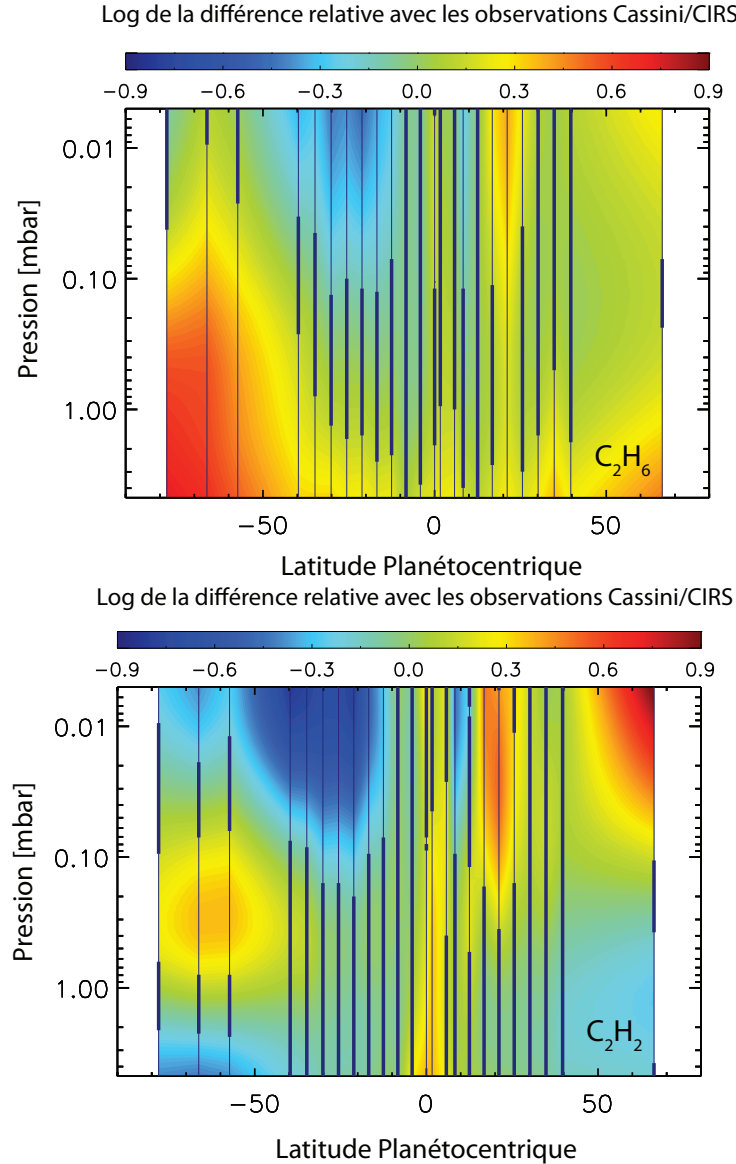 Log de la différence relative avec les observations Cassini/CIRS
−0.9 −0.6 −0.3 0.0 0.3 0.6 0.9
0.01
0.10
1.00
Pression [mbar]
C₂H₆
−50 0 50
Latitude Planétocentrique
Log de la différence relative avec les observations Cassini/CIRS
−0.9 −0.6 −0.3 0.0 0.3 0.6 0.9
0.01
0.10
1.00
Pression [mbar]
C₂H₂
−50 0 50
Latitude Planétocentrique